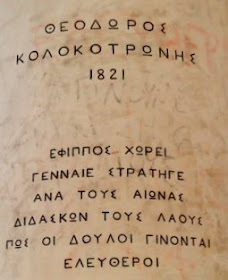 ΘΕΟΔΩΡΟΣ
ΚΟΛΟΚΟΤΡΩΝΗΣ
1821
ΕΦΙΠΠΟΣ ΧΩΡΕΙ
ΓΕΝΝΑΙΕ ΣΤΡΑΤΗΓΕ
ΑΝΑ ΤΟΥΣ ΑΙΩΝΑΣ
ΔΙΔΑΣΚΩΝ ΤΟΥΣ ΛΑΟΥΣ
ΠΩΣ ΟΙ ΔΟΥΛΟΙ ΓΙΝΟΝΤΑΙ
ΕΛΕΥΘΕΡΟΙ